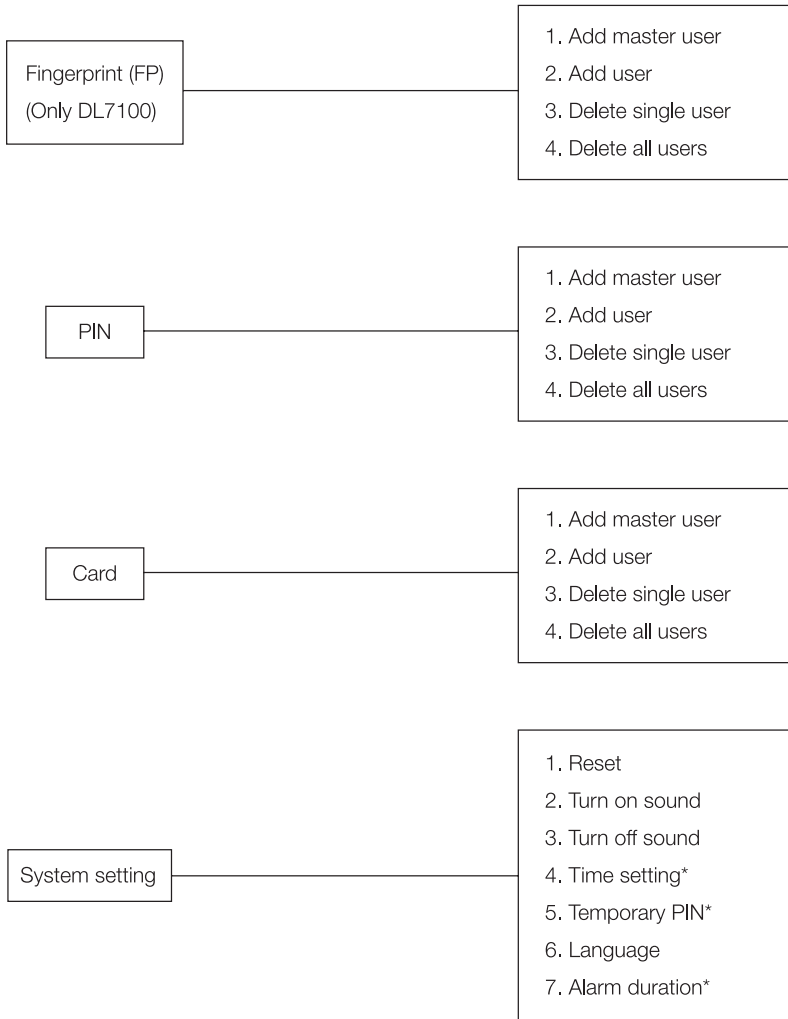 Fingerprint (FP)
(Only DL7100)
1. Add master user
2. Add user
3. Delete single user
4. Delete all users
PIN
1. Add master user
2. Add user
3. Delete single user
4. Delete all users
Card
1. Add master user
2. Add user
3. Delete single user
4. Delete all users
System setting
1. Reset
2. Turn on sound
3. Turn off sound
4. Time setting*
5. Temporary PIN*
6. Language
7. Alarm duration*